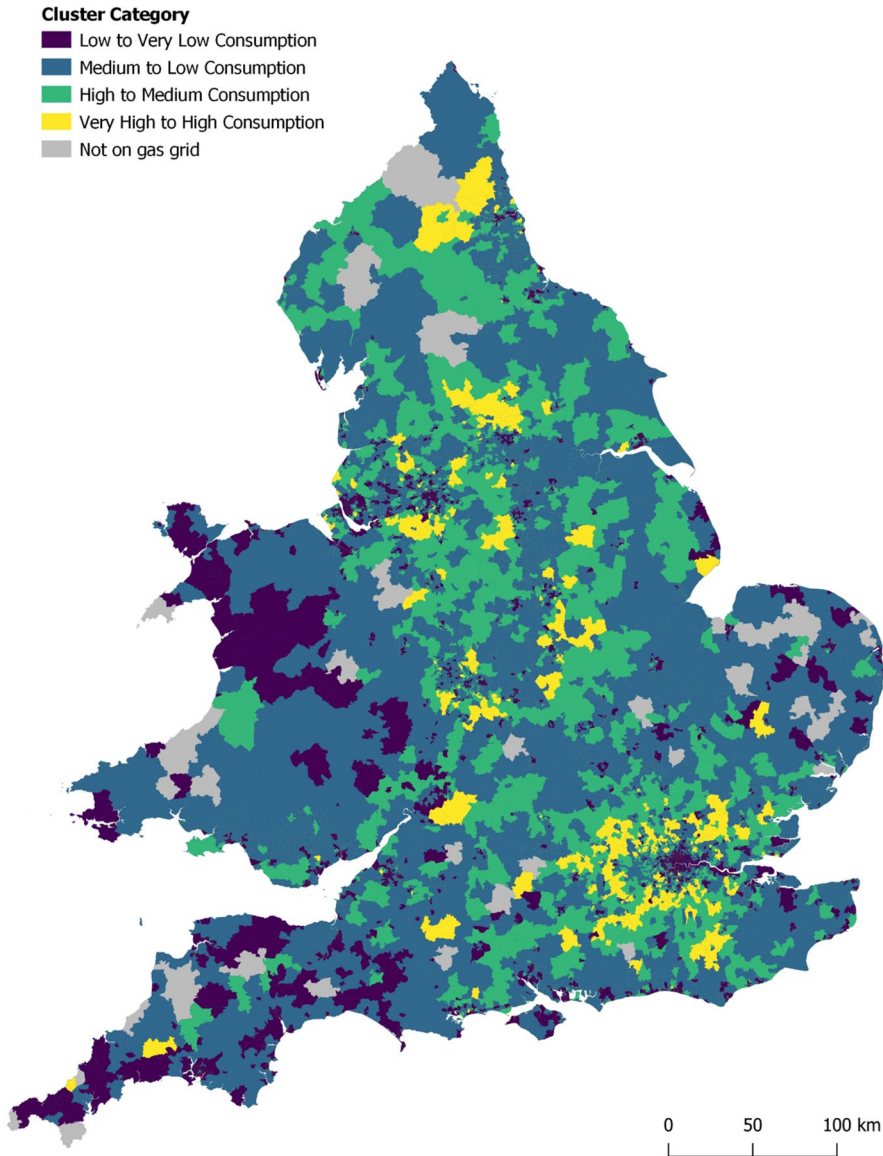 Cluster Category
Low to Very Low Consumption
Medium to Low Consumption
High to Medium Consumption
Very High to High Consumption
Not on gas grid
0 50 100 km